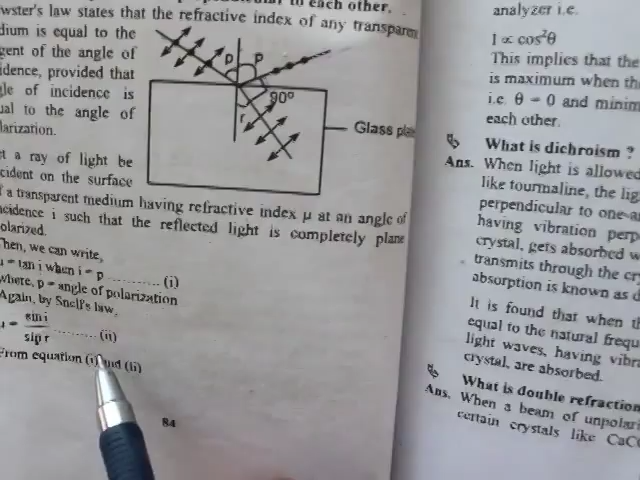 to each other.
wster's law states that the refractive index of any transparent
dium is equal to the
gent of the angle of
idence, provided that
gle of incidence is
ual to the angle of
larization.
p p
90°
r
Glass pla
t a ray of light be
cident on the surface
f a transparent medium having refractive index μ at an angle of
ncidence i such that the reflected light is completely plane
olarized.
Then, we can write,
μ = tan i when i = p ............ (i)
where, p = angle of polarization
Again, by Snell's law,
μ = sin i / sin r .......... (ii)
From equation (i) and (ii)
84
analyzer i.e.
I ∝ cos²θ
This implies that the
is maximum when the
i.e. θ = 0 and minim
each other.
What is dichroism ?
Ans. When light is allowed
like tourmaline, the lig
perpendicular to one-a
having vibration perp
crystal, gets absorbed w
transmits through the cry
absorption is known as d
It is found that when th
equal to the natural frequ
light waves, having vibra
crystal, are absorbed.
What is double refraction
Ans. When a beam of unpolari
certain crystals like CaC